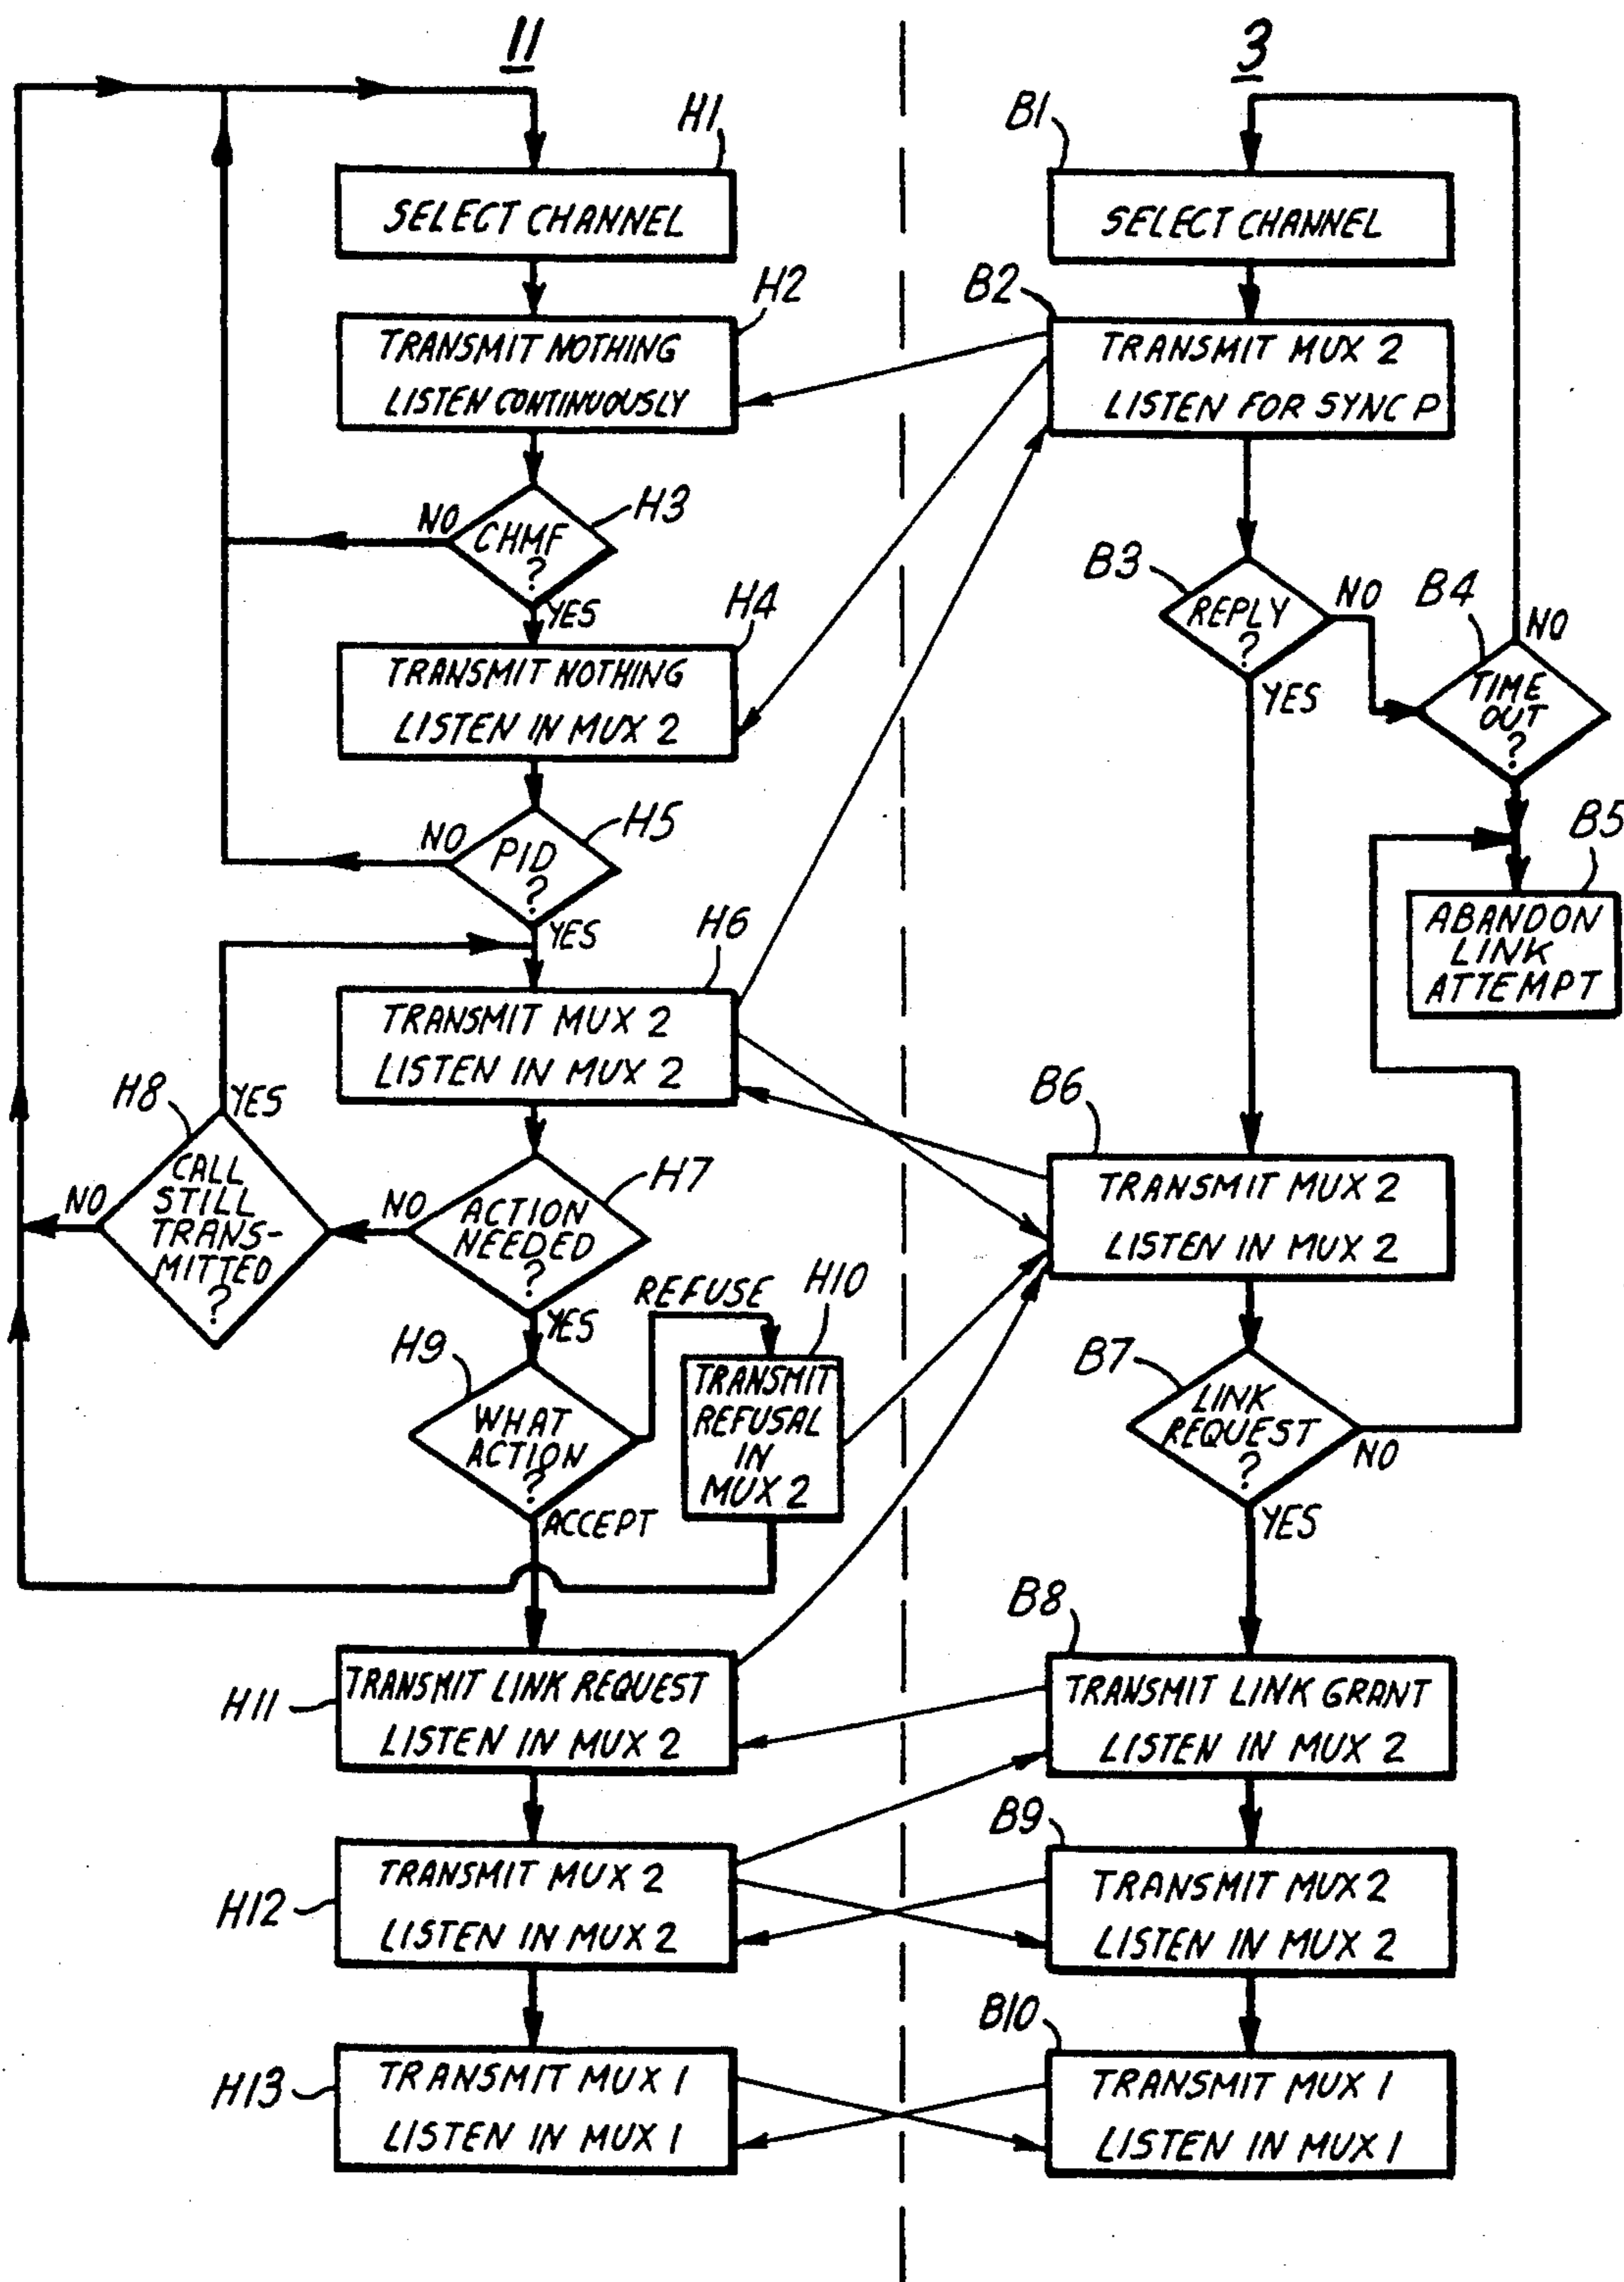 11
3
H1
SELECT CHANNEL
H2
TRANSMIT NOTHING
LISTEN CONTINUOUSLY
NO
CHMF
?
H3
YES
H4
TRANSMIT NOTHING
LISTEN IN MUX 2
NO
PID
?
H5
YES
H6
TRANSMIT MUX 2
LISTEN IN MUX 2
H8
YES
NO
CALL
STILL
TRANS-
MITTED
?
NO
ACTION
NEEDED
?
H7
YES
H9
WHAT
ACTION
?
REFUSE
H10
TRANSMIT
REFUSAL
IN
MUX 2
ACCEPT
H11
TRANSMIT LINK REQUEST
LISTEN IN MUX 2
H12
TRANSMIT MUX 2
LISTEN IN MUX 2
H13
TRANSMIT MUX 1
LISTEN IN MUX 1
B1
SELECT CHANNEL
B2
TRANSMIT MUX 2
LISTEN FOR SYNC P
B3
REPLY
?
NO
YES
B4
NO
TIME
OUT
?
B5
ABANDON
LINK
ATTEMPT
B6
TRANSMIT MUX 2
LISTEN IN MUX 2
B7
LINK
REQUEST
?
NO
YES
B8
TRANSMIT LINK GRANT
LISTEN IN MUX 2
B9
TRANSMIT MUX 2
LISTEN IN MUX 2
B10
TRANSMIT MUX 1
LISTEN IN MUX 1